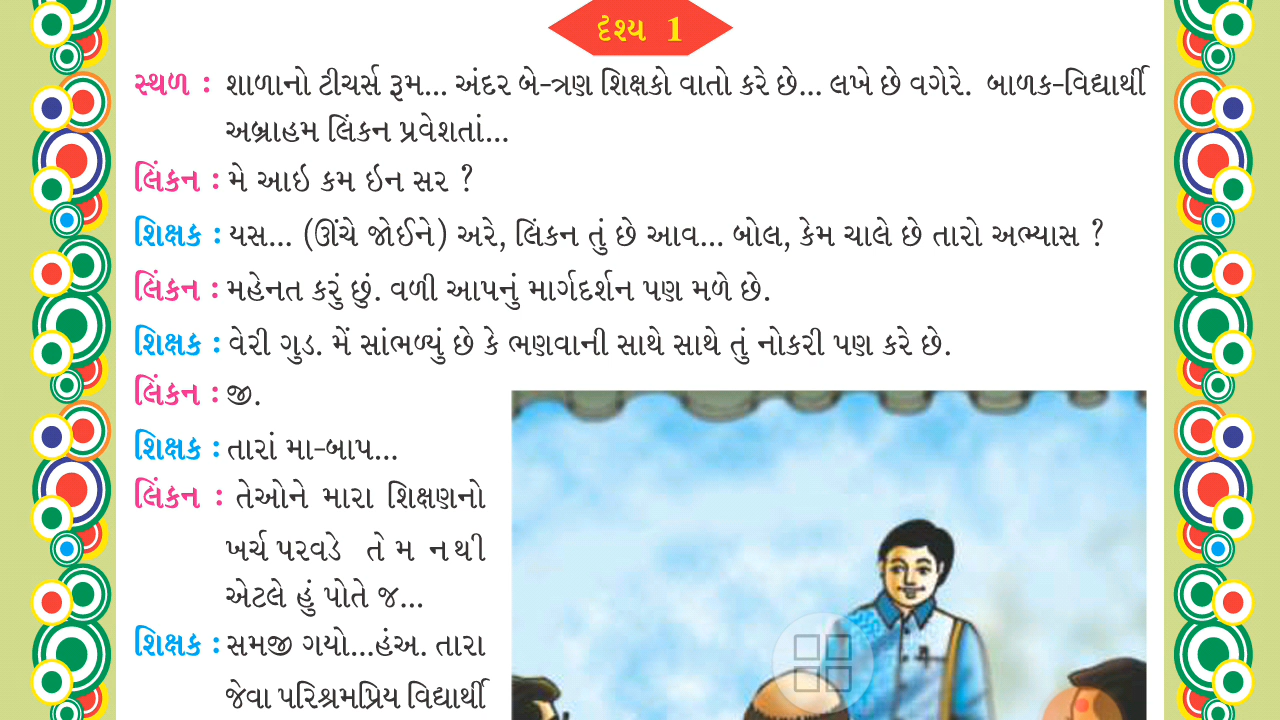 દૃશ્ય 1
સ્થળ : શાળાનો ટીચર્સ રૂમ... અંદર બે-ત્રણ શિક્ષકો વાતો કરે છે... લખે છે વગેરે. બાળક-વિદ્યાર્થી
અબ્રાહમ લિંકન પ્રવેશતાં...
લિંકન : મે આઇ કમ ઇન સર ?
શિક્ષક : યસ... (ઊંચે જોઈને) અરે, લિંકન તું છે આવ... બોલ, કેમ ચાલે છે તારો અભ્યાસ ?
લિંકન : મહેનત કરું છું. વળી આપનું માર્ગદર્શન પણ મળે છે.
શિક્ષક : વેરી ગુડ. મેં સાંભળ્યું છે કે ભણવાની સાથે સાથે તું નોકરી પણ કરે છે.
લિંકન : જી.
શિક્ષક : તારાં મા-બાપ...
લિંકન : તેઓને મારા શિક્ષણનો
ખર્ચ પરવડે તેમ નથી
એટલે હું પોતે જ...
શિક્ષક : સમજી ગયો...હંઅ. તારા
જેવા પરિશ્રમપ્રિય વિદ્યાર્થી